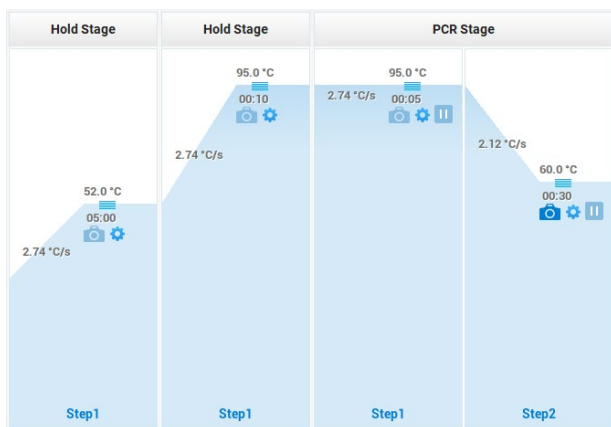 Hold Stage
Hold Stage
PCR Stage
52.0 °C
05:00
2.74 °C/s
Step1
95.0 °C
00:10
2.74 °C/s
Step1
95.0 °C
2.74 °C/s
00:05
Step1
2.12 °C/s
60.0 °C
00:30
Step2